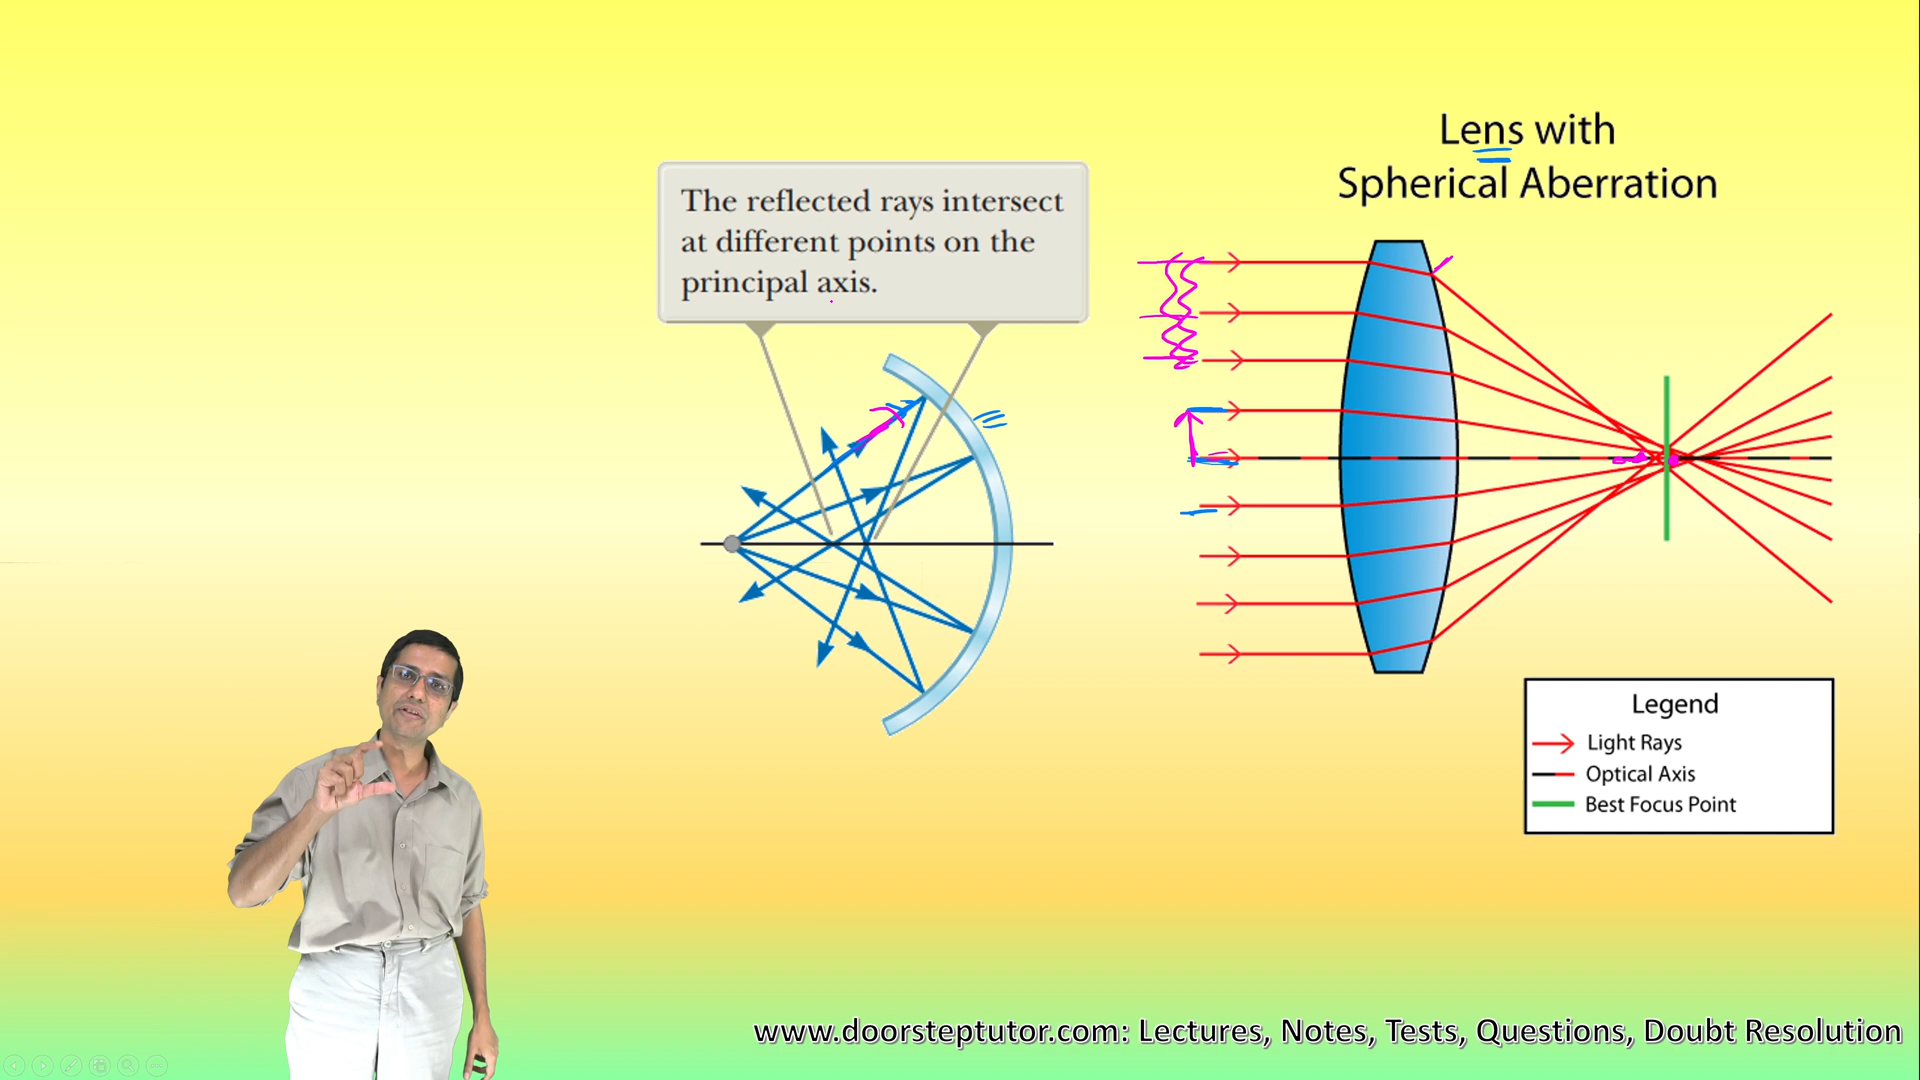 Lens with
Spherical Aberration
The reflected rays intersect
at different points on the
principal axis.
Legend
Light Rays
Optical Axis
Best Focus Point
www.doorsteptutor.com: Lectures, Notes, Tests, Questions, Doubt Resolution